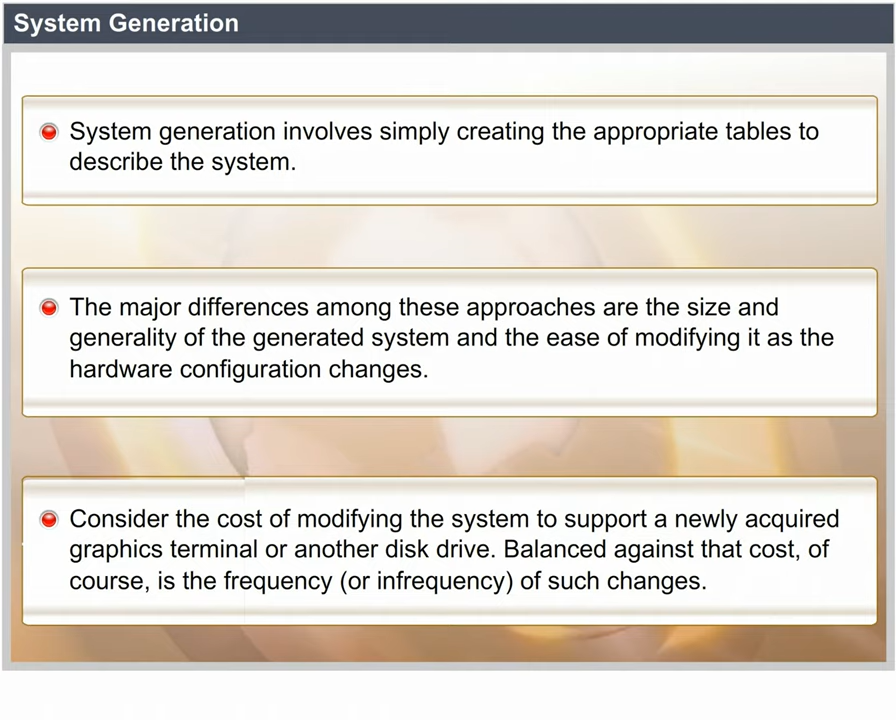 System Generation
System generation involves simply creating the appropriate tables to
describe the system.
The major differences among these approaches are the size and
generality of the generated system and the ease of modifying it as the
hardware configuration changes.
Consider the cost of modifying the system to support a newly acquired
graphics terminal or another disk drive. Balanced against that cost, of
course, is the frequency (or infrequency) of such changes.